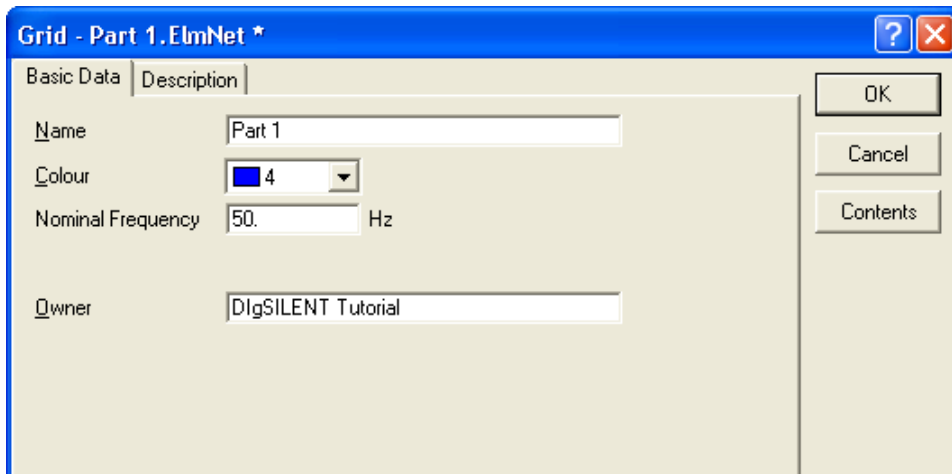 Grid - Part 1.ElmNet *
Basic Data
Description
OK
Cancel
Contents
Name
Part 1
Colour
4
Nominal Frequency
50.
Hz
Owner
DIgSILENT Tutorial